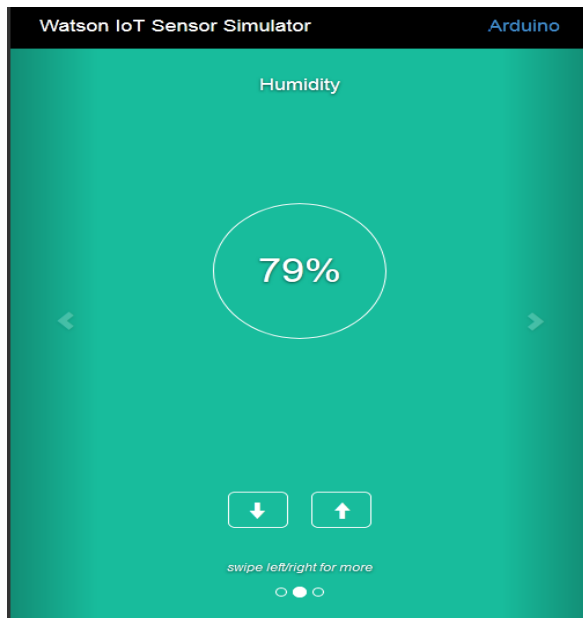 Watson IoT Sensor Simulator Arduino
Humidity
79%
swipe left/right for more